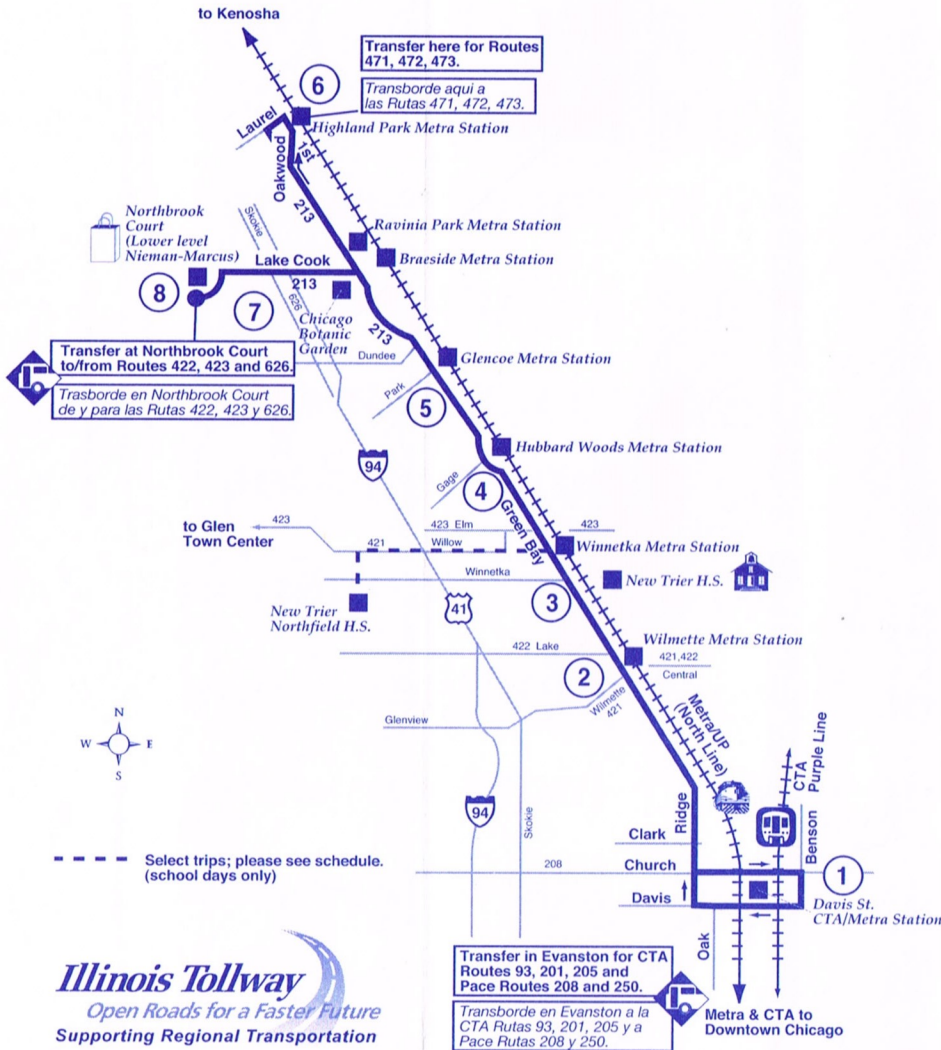 to Kenosha
Transfer here for Routes
471, 472, 473.
Transborde aqui a
las Rutas 471, 472, 473.
6
Laurel
Highland Park Metra Station
1st
Oakwood
213
Skokie
Northbrook
Court
(Lower level
Nieman-Marcus)
Ravinia Park Metra Station
Braeside Metra Station
Lake Cook
213
8
7
626
Chicago
Botanic
Garden
213
Dundee
Glencoe Metra Station
Transfer at Northbrook Court
to/from Routes 422, 423 and 626.
Trasborde en Northbrook Court
de y para las Rutas 422, 423 y 626.
Park
5
Hubbard Woods Metra Station
94
Gage
4
Green Bay
to Glen
Town Center
423
423 Elm
423
421
Willow
Winnetka Metra Station
Winnetka
New Trier H.S.
3
New Trier
Northfield H.S.
41
Wilmette Metra Station
422 Lake
421,422
Central
2
Wilmette
421
Glenview
Metra/UP
(North Line)
CTA
Purple Line
N
W
E
S
94
Skokie
Ridge
Benson
Clark
Select trips; please see schedule.
(school days only)
208
Church
1
Davis
Davis St.
CTA/Metra Station
Oak
Transfer in Evanston for CTA
Routes 93, 201, 205 and
Pace Routes 208 and 250.
Transborde en Evanston a la
CTA Rutas 93, 201, 205 y a
Pace Rutas 208 y 250.
Metra & CTA to
Downtown Chicago
Illinois Tollway
Open Roads for a Faster Future
Supporting Regional Transportation